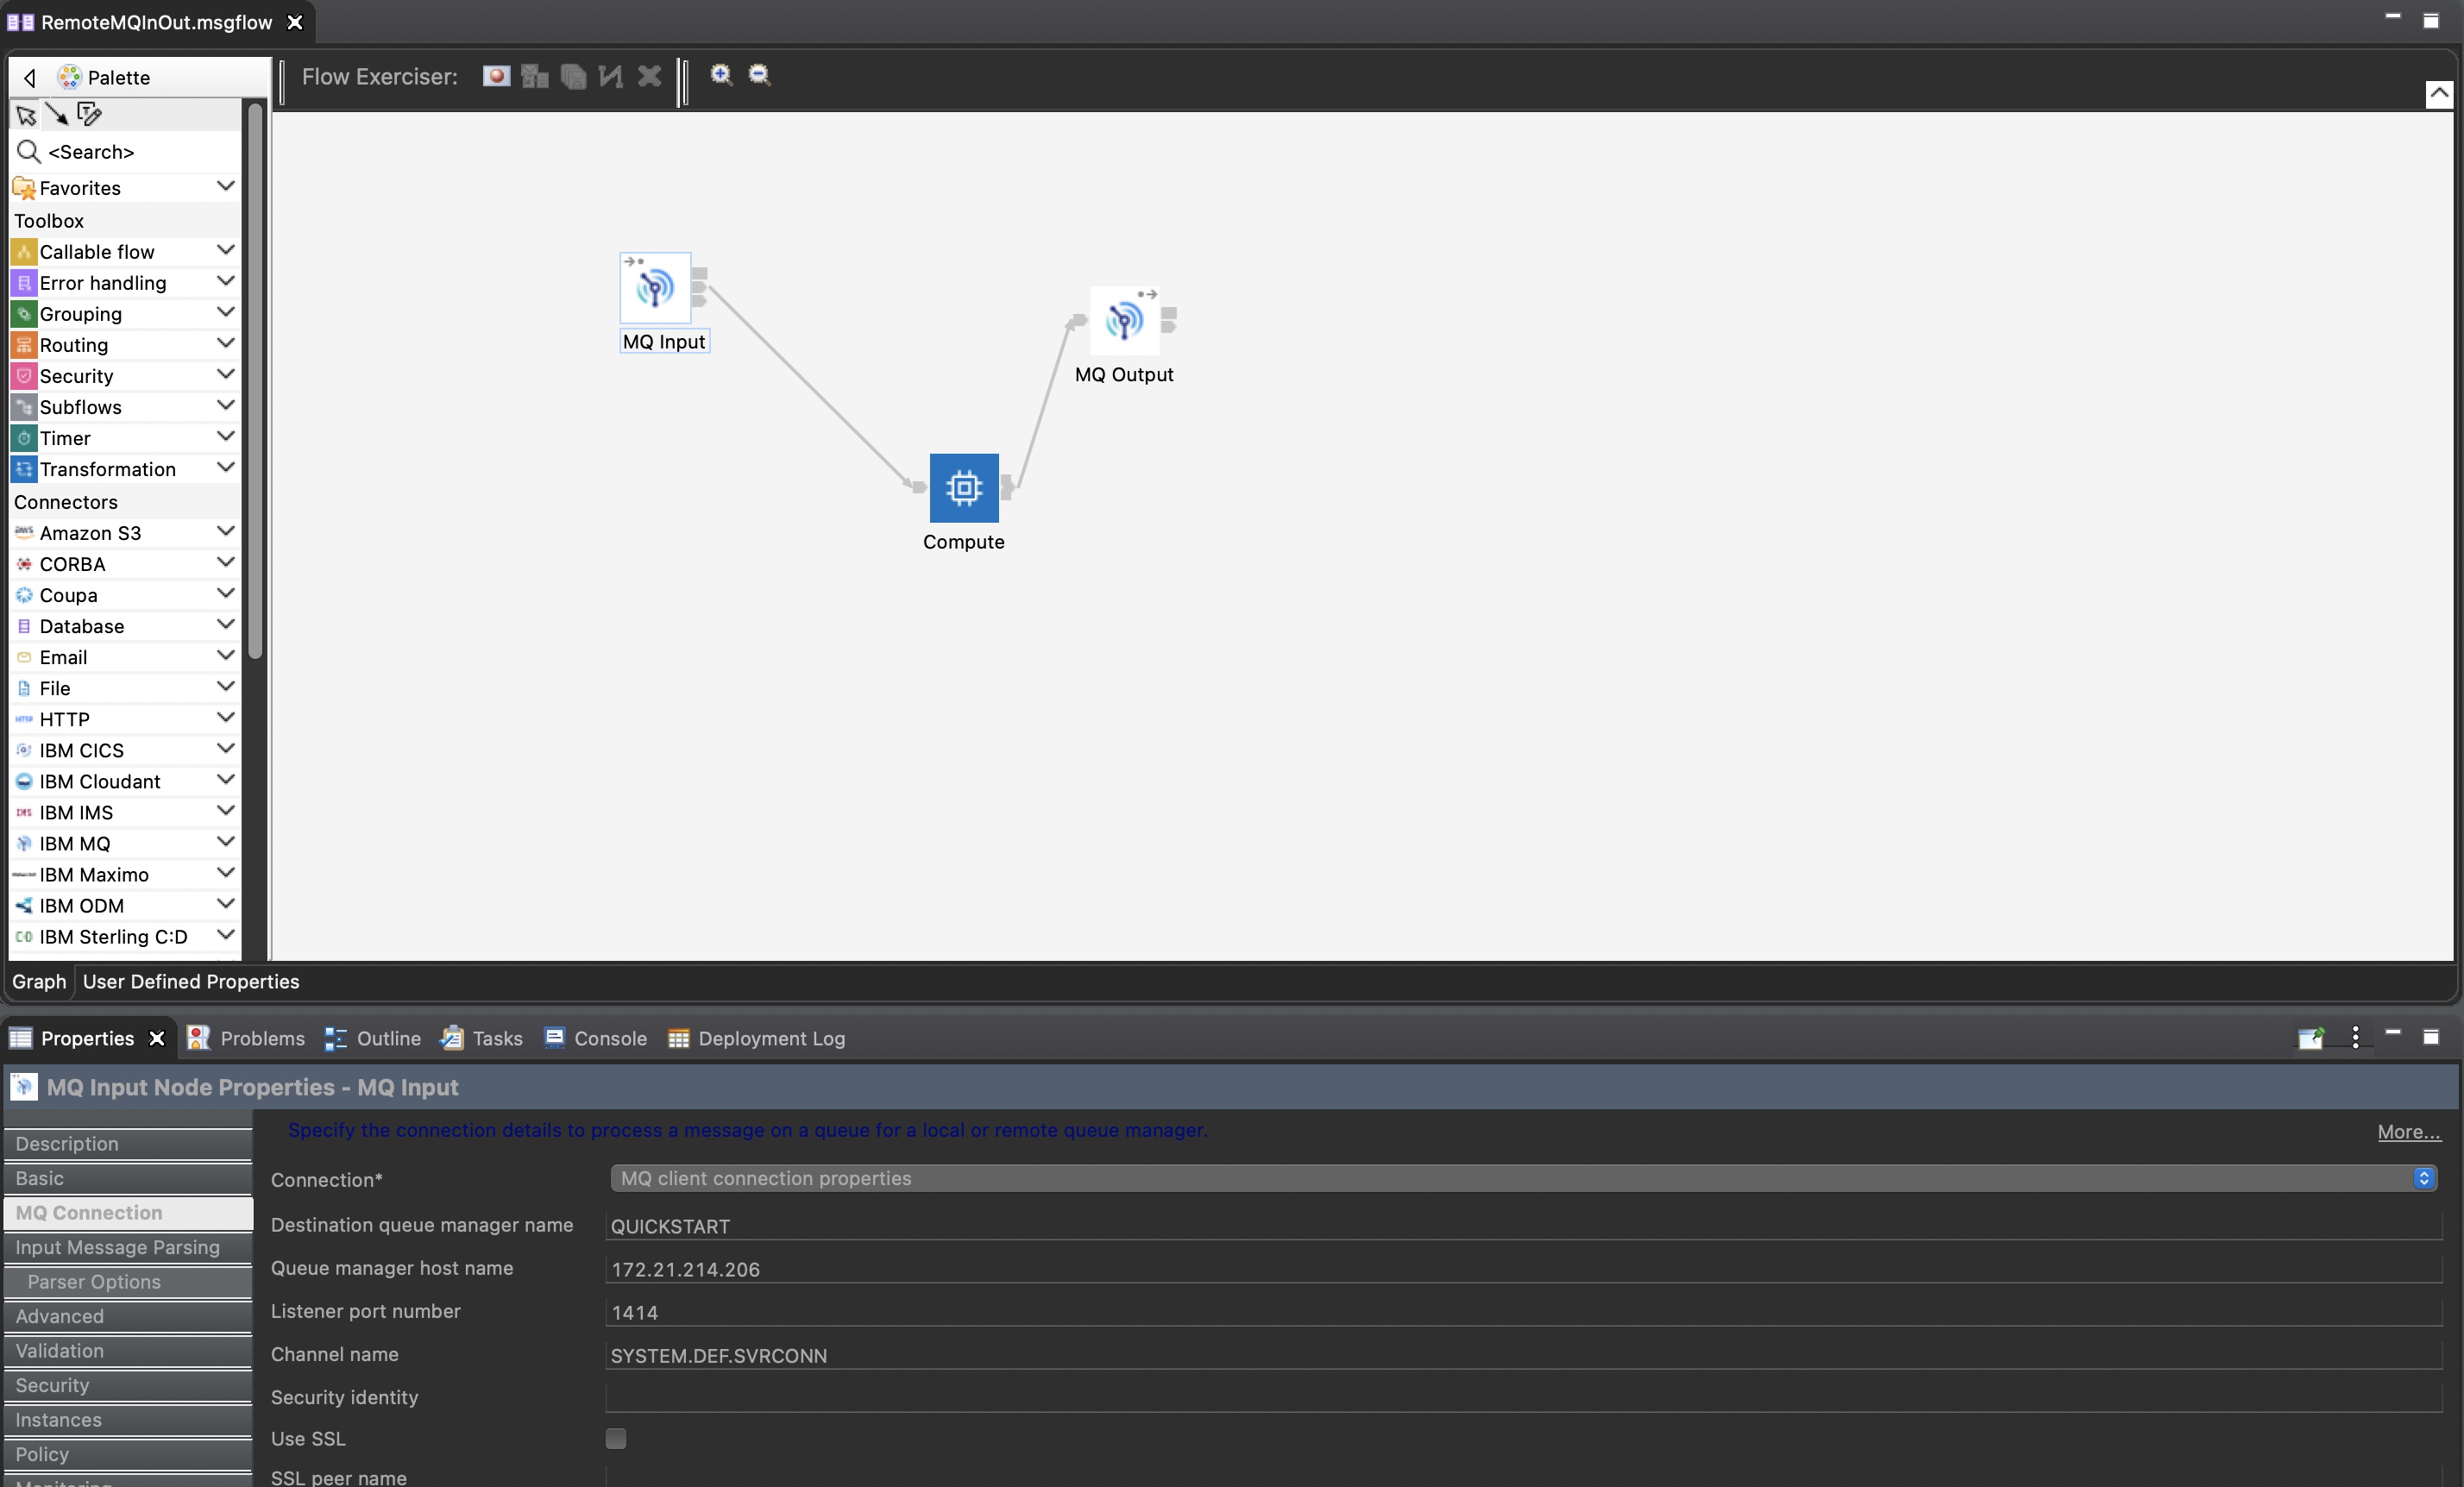 RemoteMQInOut.msgflow
Palette
Flow Exerciser:
<Search>
Favorites
Toolbox
Callable flow
Error handling
Grouping
Routing
Security
Subflows
Timer
Transformation
Connectors
Amazon S3
CORBA
Coupa
Database
Email
File
HTTP
IBM CICS
IBM Cloudant
IBM IMS
IBM MQ
IBM Maximo
IBM ODM
IBM Sterling C:D
MQ Input
MQ Output
Compute
Graph User Defined Properties
Properties Problems Outline Tasks Console Deployment Log
MQ Input Node Properties - MQ Input
Description
Basic
MQ Connection
Input Message Parsing
Parser Options
Advanced
Validation
Security
Instances
Policy
Monitoring
Specify the connection details to process a message on a queue for a local or remote queue manager.
More...
Connection* MQ client connection properties
Destination queue manager name QUICKSTART
Queue manager host name 172.21.214.206
Listener port number 1414
Channel name SYSTEM.DEF.SVRCONN
Security identity
Use SSL
SSL peer name